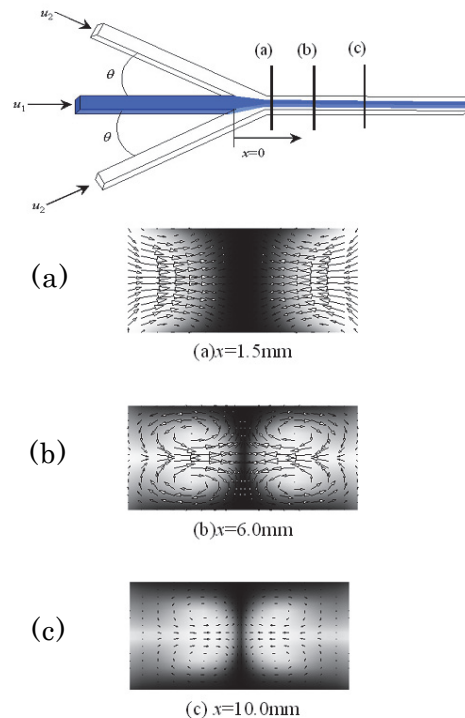 u2
(a)
(b)
(c)
θ
u1
θ
x=0
u2
(a)
(a)x=1.5mm
(b)
(b)x=6.0mm
(c)
(c) x=10.0mm